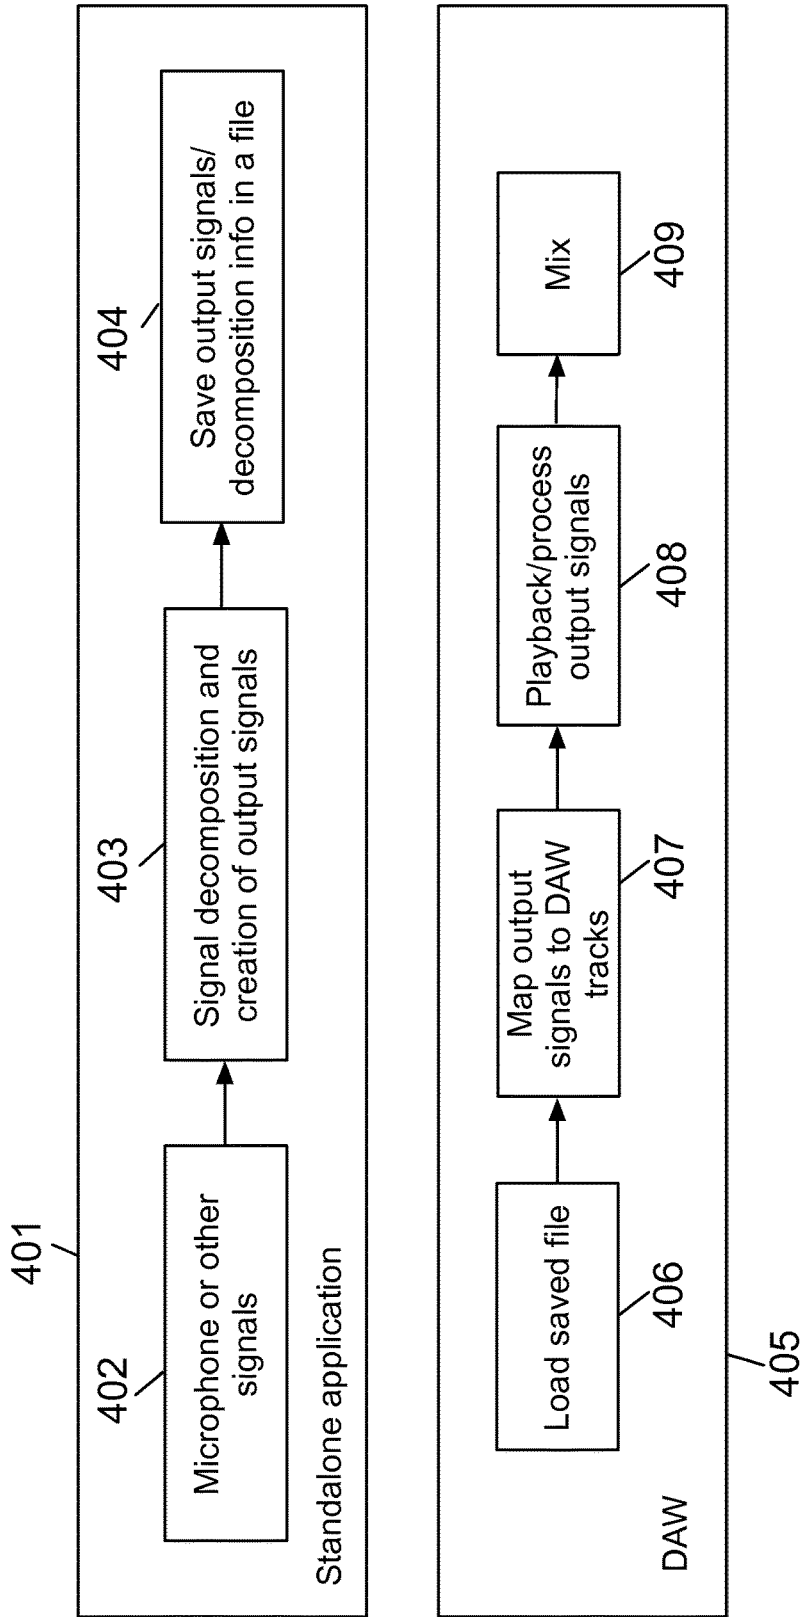 401
402
Microphone or other
signals
403
Signal decomposition and
creation of output signals
404
Save output signals/
decomposition info in a file
Standalone application
Load saved file
406
Map output
signals to DAW
tracks
407
Playback/process
output signals
408
Mix
409
DAW
405